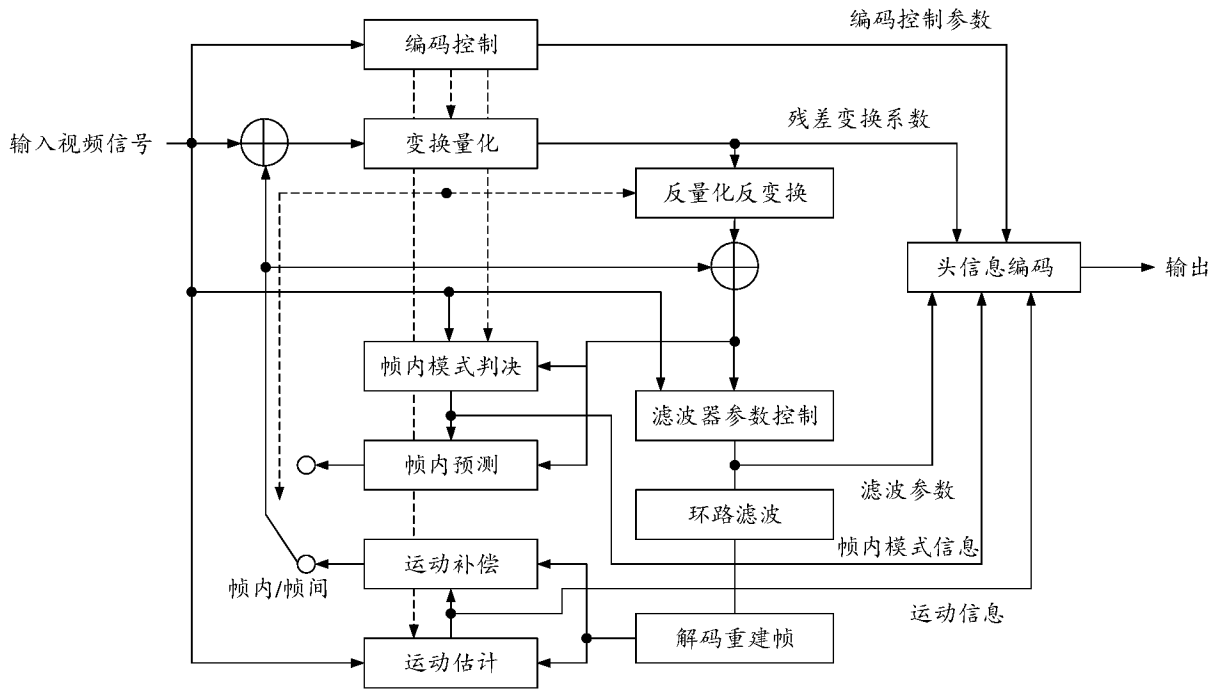 编码控制参数
编码控制
残差变换系数
输入视频信号
变换量化
反量化反变换
头信息编码
输出
帧内模式判决
滤波器参数控制
帧内预测
滤波参数
环路滤波
帧内模式信息
运动补偿
帧内/帧间
运动信息
解码重建帧
运动估计